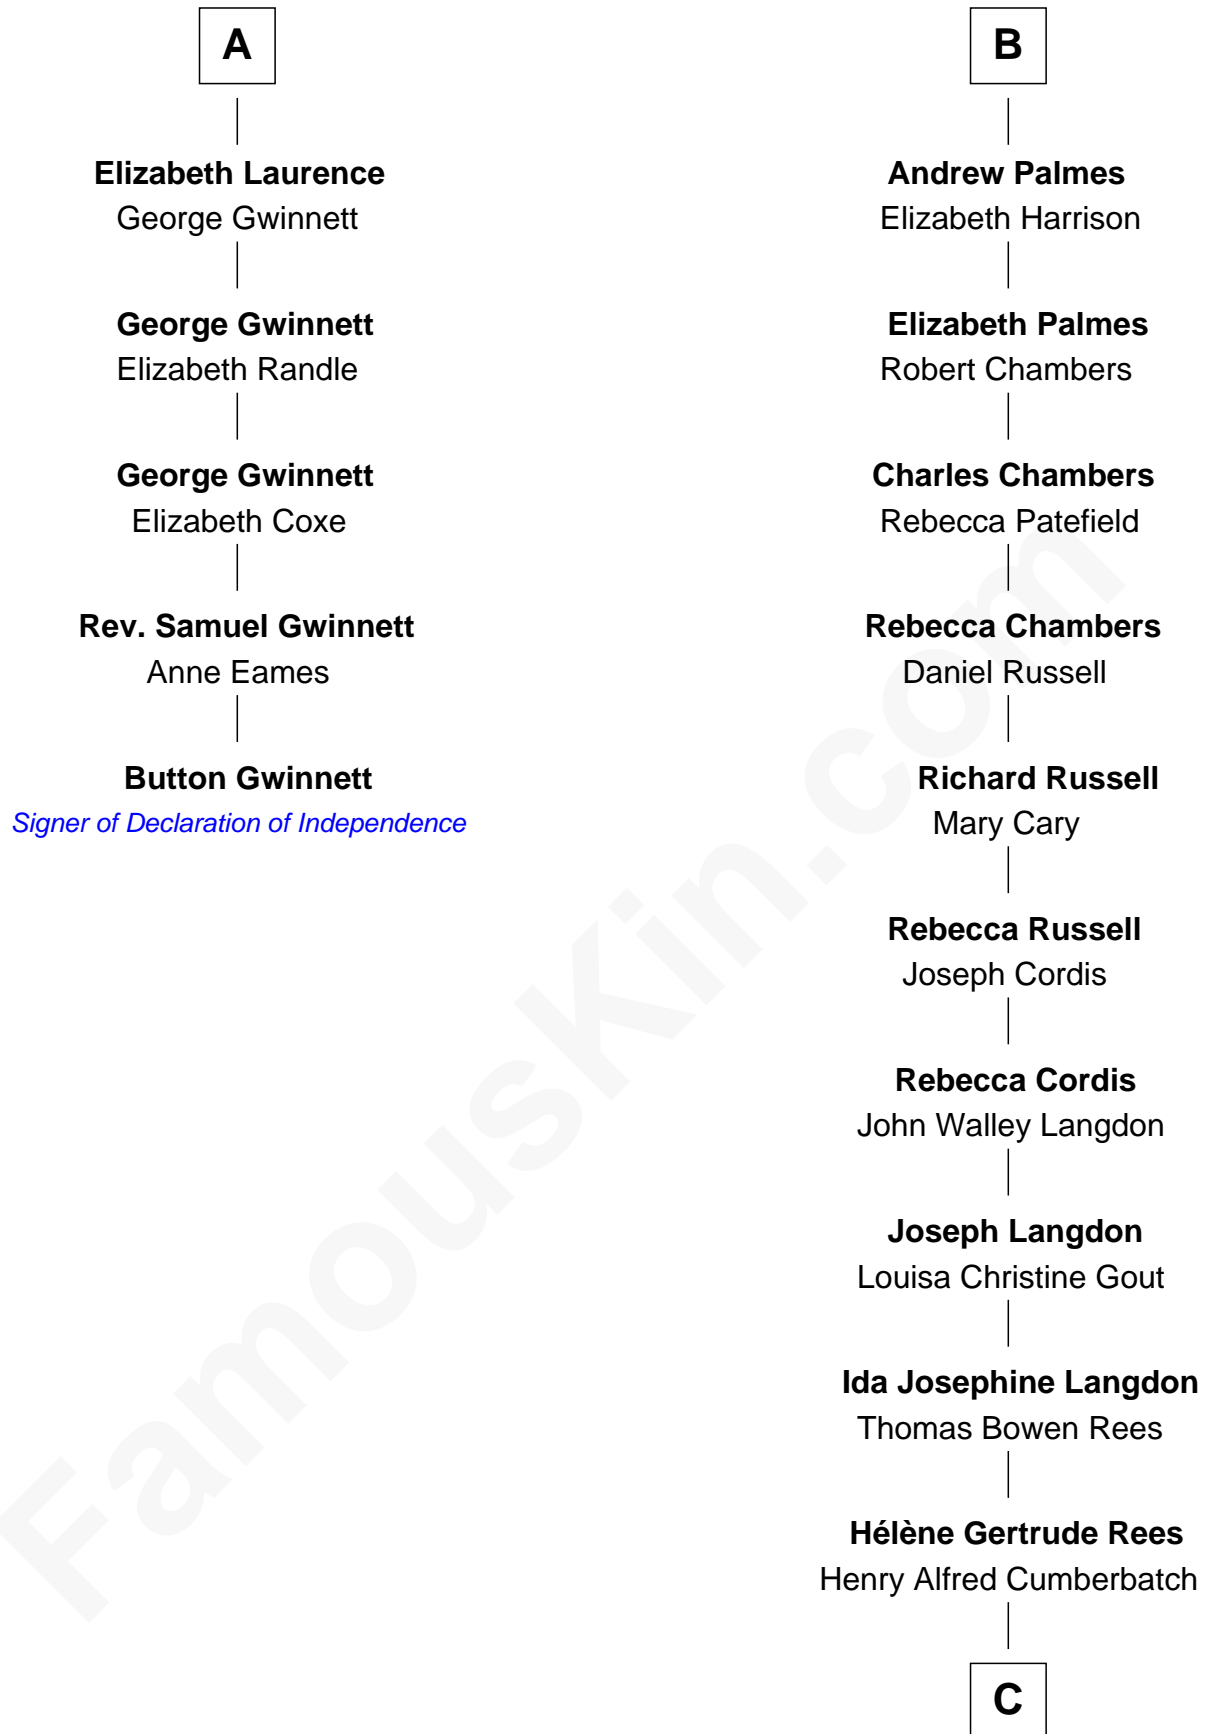 A
Elizabeth Laurence
George Gwinnett
George Gwinnett
Elizabeth Randle
George Gwinnett
Elizabeth Coxe
Rev. Samuel Gwinnett
Anne Eames
Button Gwinnett
Signer of Declaration of Independence
B
Andrew Palmes
Elizabeth Harrison
Elizabeth Palmes
Robert Chambers
Charles Chambers
Rebecca Patefield
Rebecca Chambers
Daniel Russell
Richard Russell
Mary Cary
Rebecca Russell
Joseph Cordis
Rebecca Cordis
John Walley Langdon
Joseph Langdon
Louisa Christine Gout
Ida Josephine Langdon
Thomas Bowen Rees
Hélène Gertrude Rees
Henry Alfred Cumberbatch
C
FamousKin.com